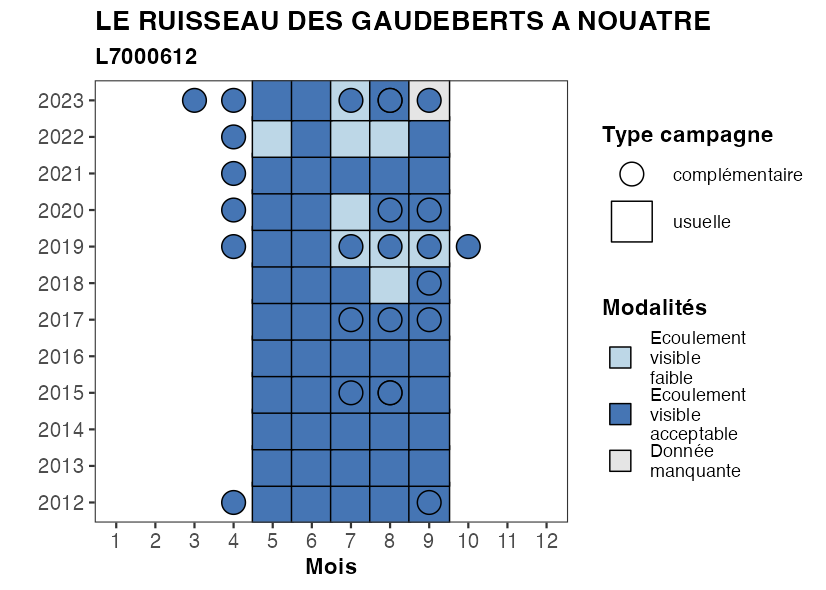 LE RUISSEAU DES GAUDEBERTS A NOUATRE
L7000612
2023
2022
2021
2020
2019
2018
2017
2016
2015
2014
2013
2012
1 2 3 4 5 6 7 8 9 10 11 12
Mois
Type campagne
complémentaire
usuelle
Modalités
Ecoulement
visible
faible
Ecoulement
visible
acceptable
Donnée
manquante